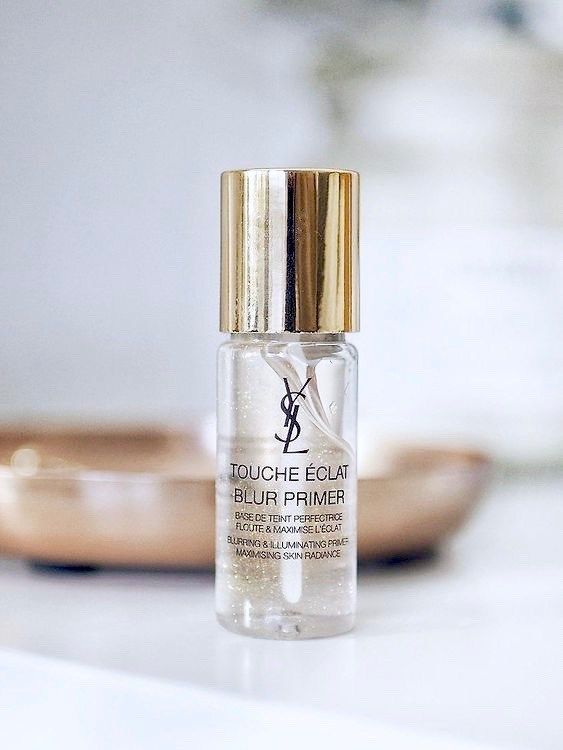 YSL
TOUCHE ÉCLAT
BLUR PRIMER
BASE DE TEINT PERFECTRICE
FLOUTE & MAXIMISE L'ÉCLAT
BLURRING & ILLUMINATING PRIMER
MAXIMISING SKIN RADIANCE